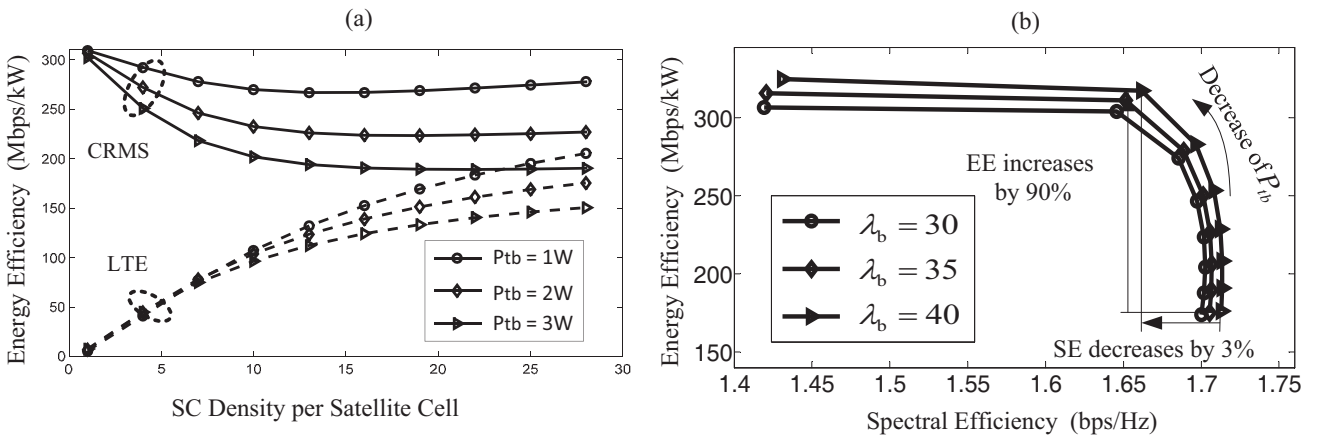 (a)
Energy Efficiency (Mbps/kW)
300
250
200
150
100
50
0
CRMS
LTE
Ptb = 1W
Ptb = 2W
Ptb = 3W
0 5 10 15 20 25 30
SC Density per Satellite Cell
(b)
Energy Efficiency (Mbps/kW)
300
250
200
150
Decrease of P_tb
EE increases
by 90%
λ_b = 30
λ_b = 35
λ_b = 40
SE decreases by 3%
1.4 1.45 1.5 1.55 1.6 1.65 1.7 1.75
Spectral Efficiency (bps/Hz)